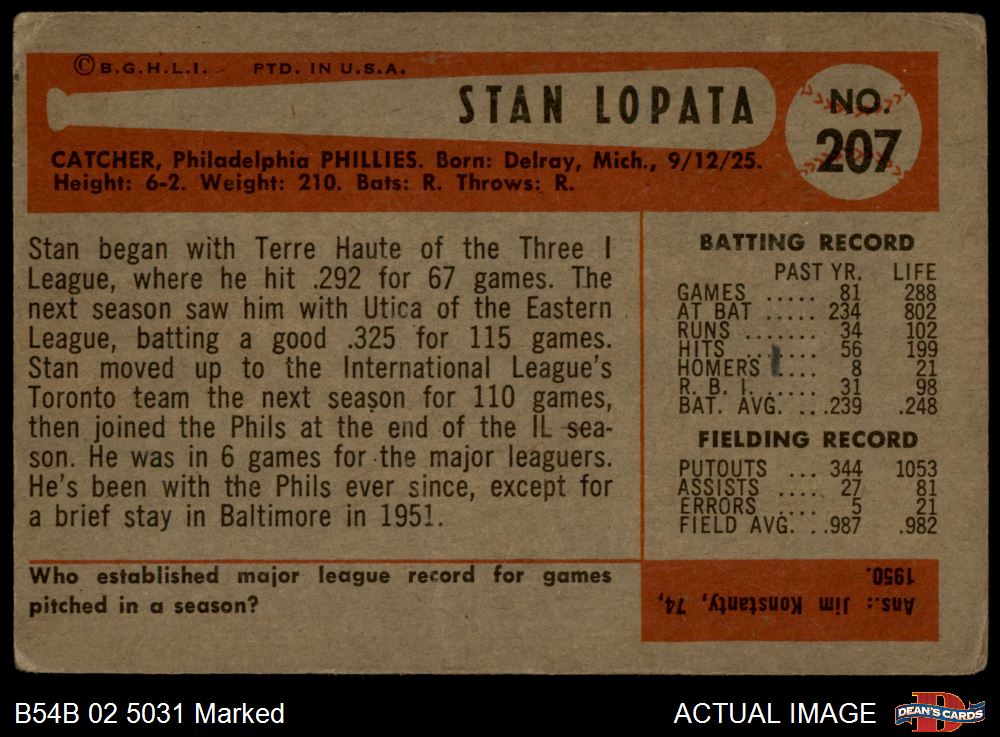 ©B.G.H.L.I. PTD. IN U.S.A.
STAN LOPATA
NO.
207
CATCHER, Philadelphia PHILLIES. Born: Delray, Mich., 9/12/25.
Height: 6-2. Weight: 210. Bats: R. Throws: R.
Stan began with Terre Haute of the Three I
League, where he hit .292 for 67 games. The
next season saw him with Utica of the Eastern
League, batting a good .325 for 115 games.
Stan moved up to the International League's
Toronto team the next season for 110 games,
then joined the Phils at the end of the IL sea-
son. He was in 6 games for the major leaguers.
He's been with the Phils ever since, except for
a brief stay in Baltimore in 1951.
BATTING RECORD
PAST YR. LIFE
GAMES ..... 81 288
AT BAT ..... 234 802
RUNS ....... 34 102
HITS ........ 56 199
HOMERS .... 8 21
R. B. I. ..... 31 98
BAT. AVG. ...239 .248
FIELDING RECORD
PUTOUTS ... 344 1053
ASSISTS .... 27 81
ERRORS .... 5 21
FIELD AVG. ..987 .982
Who established major league record for games
pitched in a season?
Ans.: Jim Konstanty, 74,
1950.
B54B 02 5031 Marked
ACTUAL IMAGE
DEAN'S CARDS